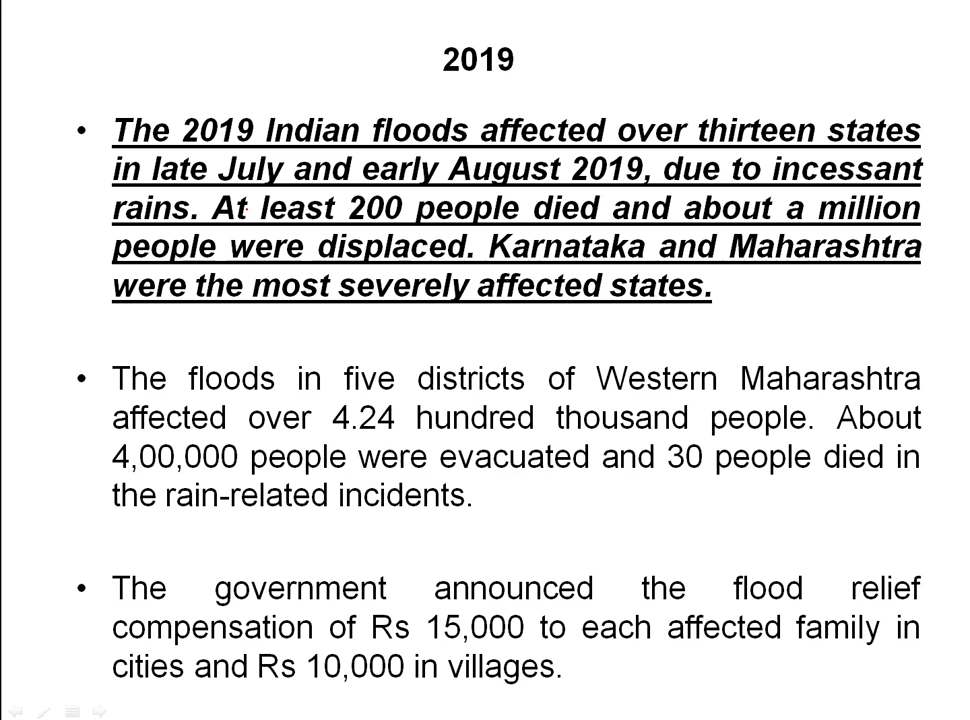 2019
• The 2019 Indian floods affected over thirteen states
in late July and early August 2019, due to incessant
rains. At least 200 people died and about a million
people were displaced. Karnataka and Maharashtra
were the most severely affected states.
• The floods in five districts of Western Maharashtra
affected over 4.24 hundred thousand people. About
4,00,000 people were evacuated and 30 people died in
the rain-related incidents.
• The government announced the flood relief
compensation of Rs 15,000 to each affected family in
cities and Rs 10,000 in villages.